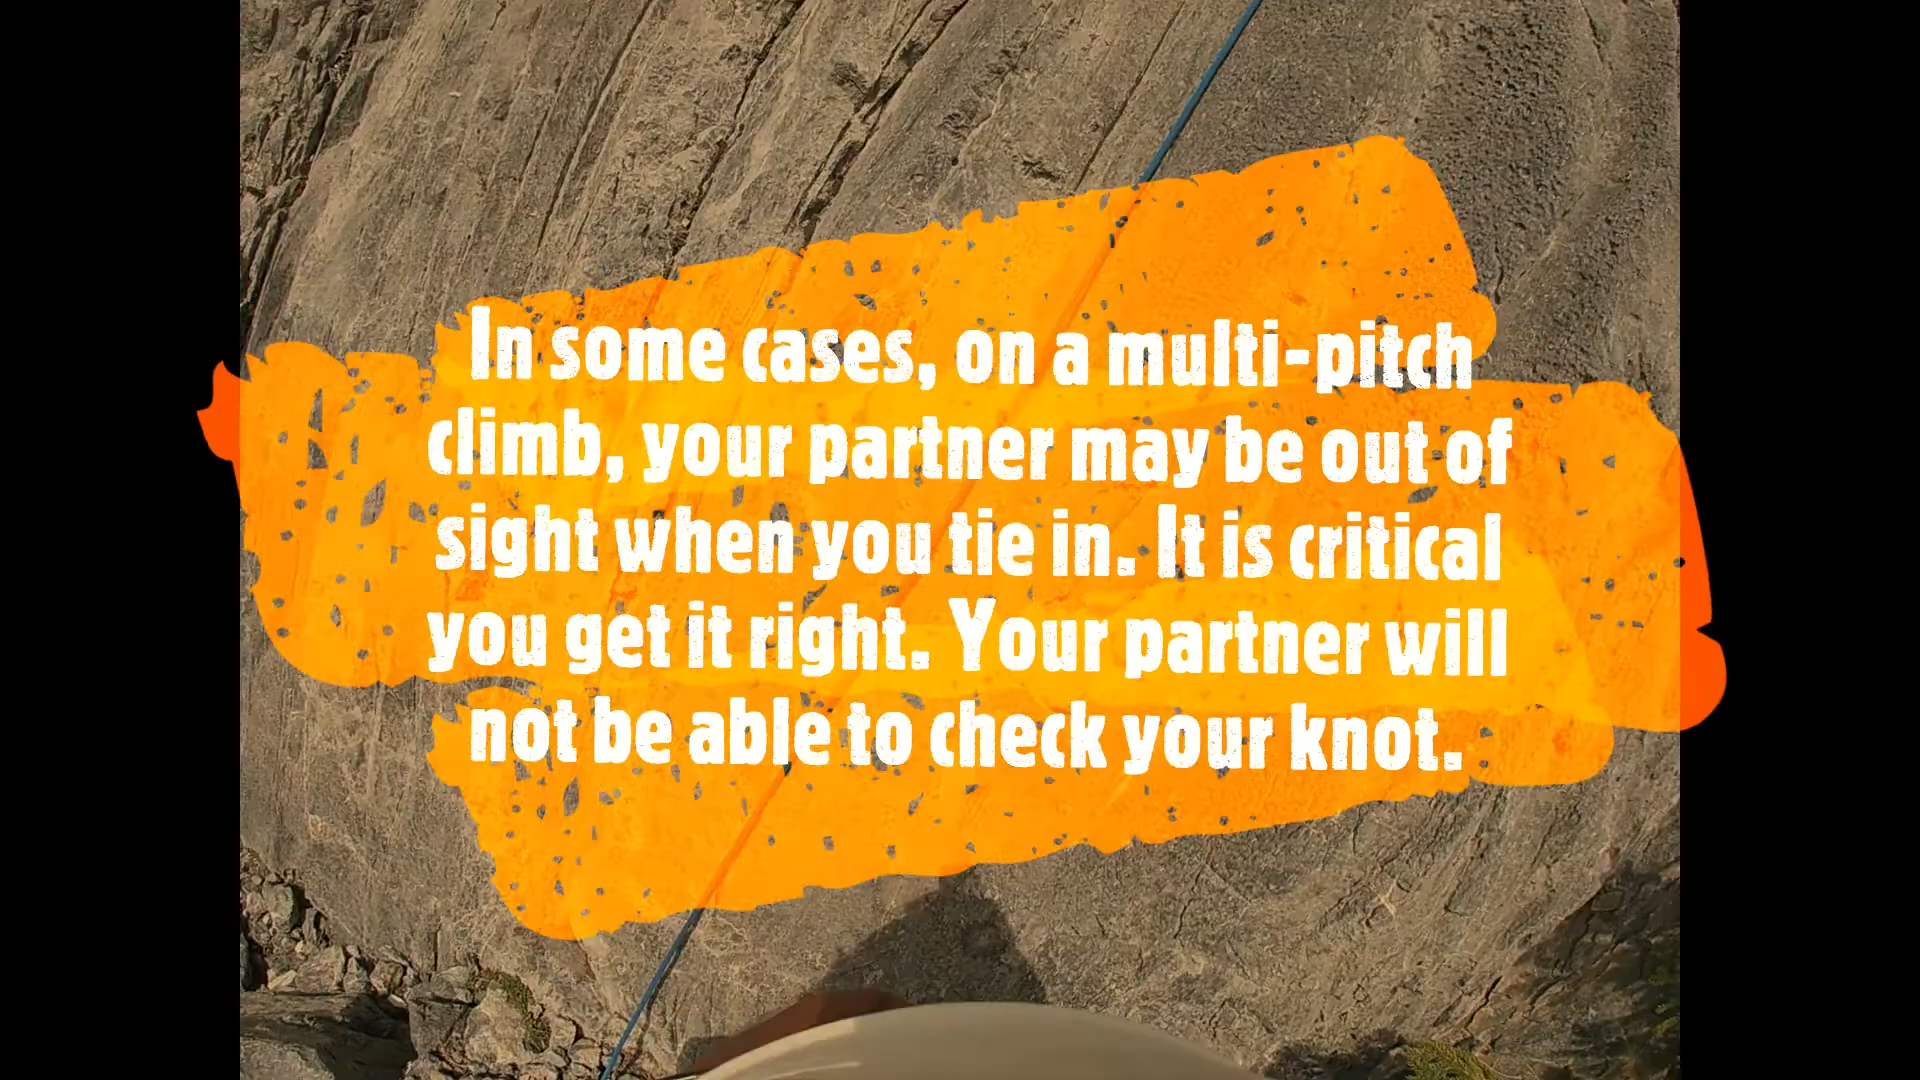 In some cases, on a multi-pitch
climb, your partner may be out of
sight when you tie in. It is critical
you get it right. Your partner will
not be able to check your knot.